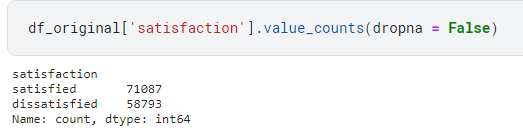 df_original['satisfaction'].value_counts(dropna = False)
satisfaction
satisfied       71087
dissatisfied    58793
Name: count, dtype: int64